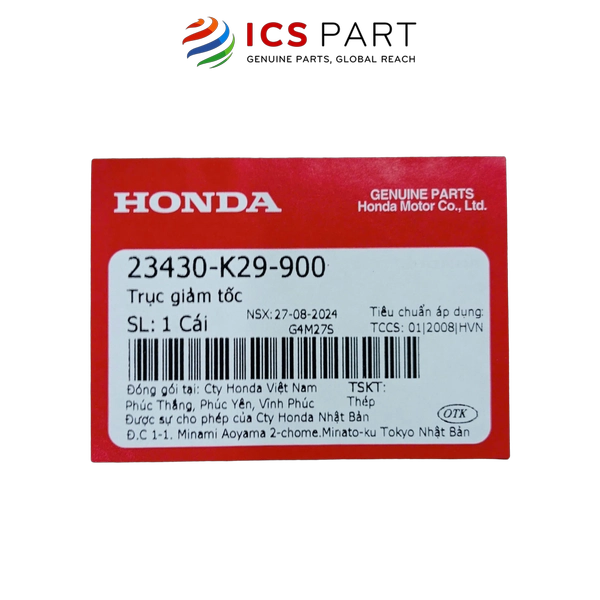 ICS PART
GENUINE PARTS, GLOBAL REACH
HONDA
GENUINE PARTS
Honda Motor Co., Ltd.
23430-K29-900
Trục giảm tốc
SL: 1 Cái
NSX: 27-08-2024
G4M27S
Tiêu chuẩn áp dụng:
TCCS: 01|2008|HVN
Đóng gói tại: Cty Honda Việt Nam
Phúc Thắng, Phúc Yên, Vĩnh Phúc
TSKT:
Thép
Được sự cho phép của Cty Honda Nhật Bản
Đ.C 1-1. Minami Aoyama 2-chome.Minato-ku Tokyo Nhật Bản
OTK